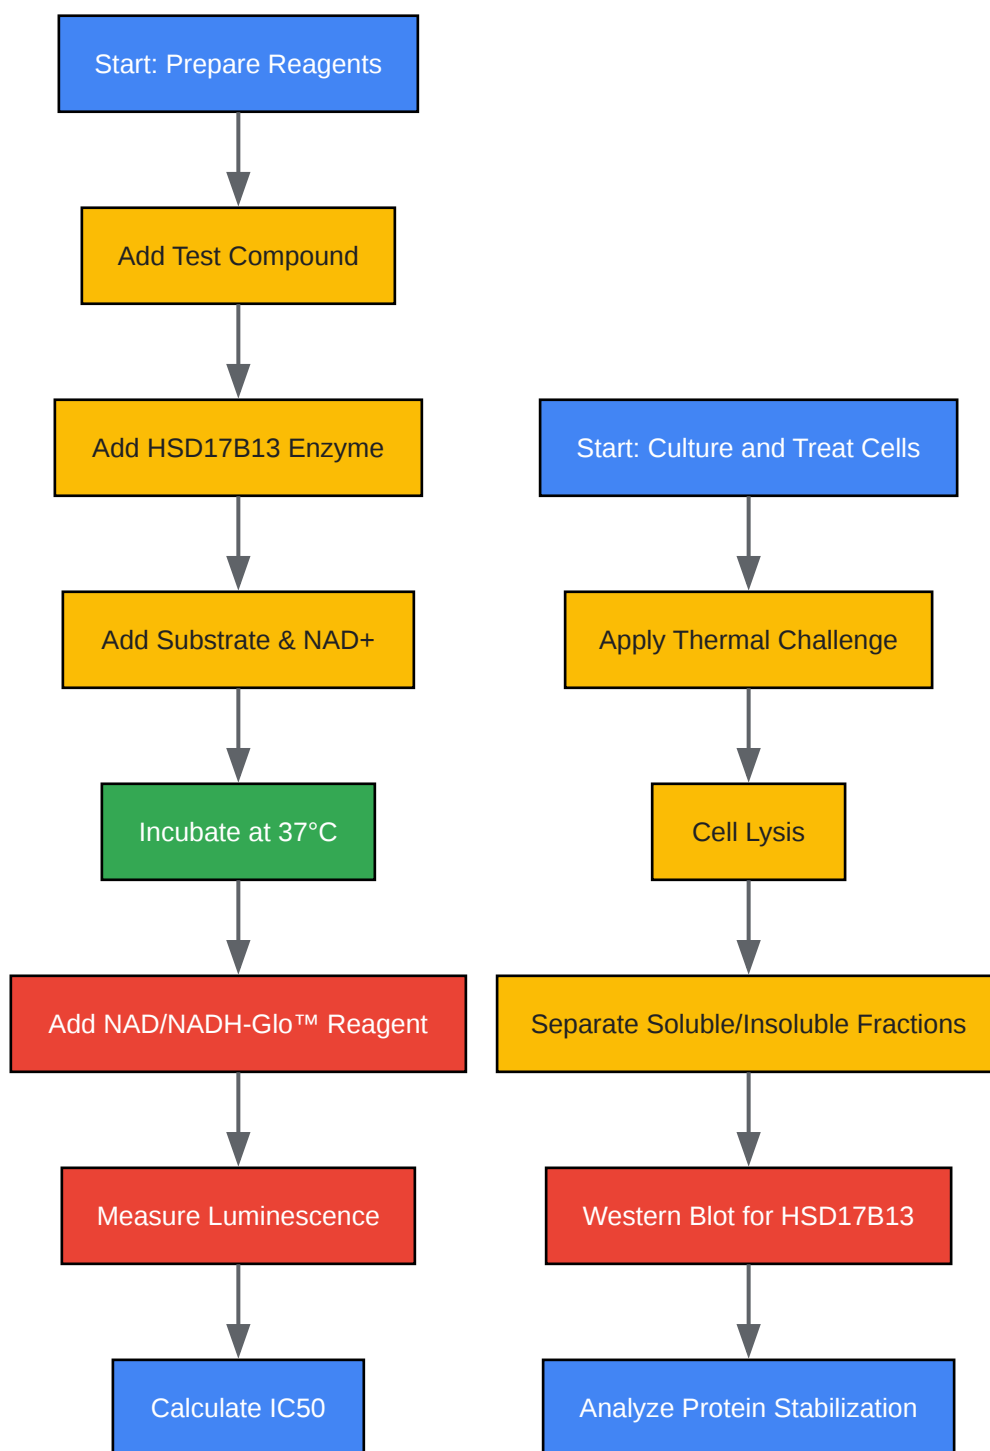 Start: Prepare Reagents
Add Test Compound
Add HSD17B13 Enzyme
Add Substrate & NAD+
Incubate at 37°C
Add NAD/NADH-Glo™ Reagent
Measure Luminescence
Calculate IC50
Start: Culture and Treat Cells
Apply Thermal Challenge
Cell Lysis
Separate Soluble/Insoluble Fractions
Western Blot for HSD17B13
Analyze Protein Stabilization